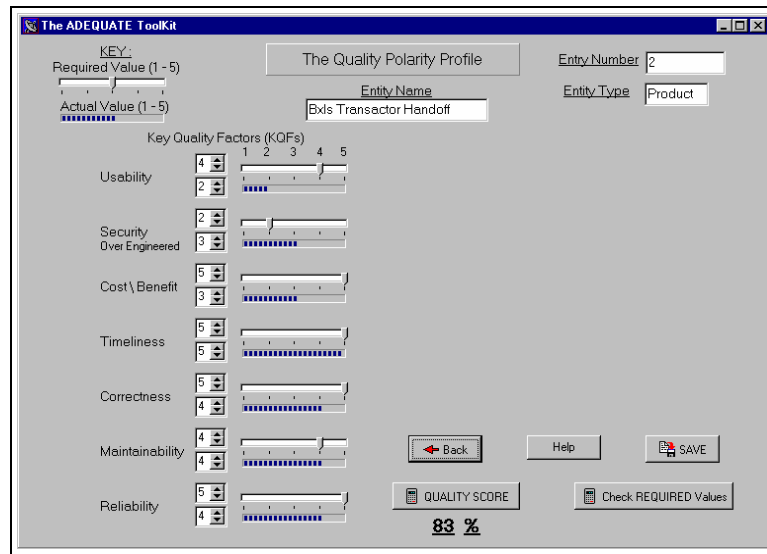 The ADEQUATE ToolKit
KEY:
Required Value (1 - 5)
Actual Value (1 - 5)
The Quality Polarity Profile
Entity Name
Bxls Transactor Handoff
Entry Number 2
Entity Type Product
Key Quality Factors (KQFs)
1 2 3 4 5
Usability 4
2
Security 2
Over Engineered 3
Cost \ Benefit 5
3
Timeliness 5
5
Correctness 5
4
Maintainability 4
4
Reliability 5
4
Back
Help
SAVE
QUALITY SCORE
Check REQUIRED Values
83 %